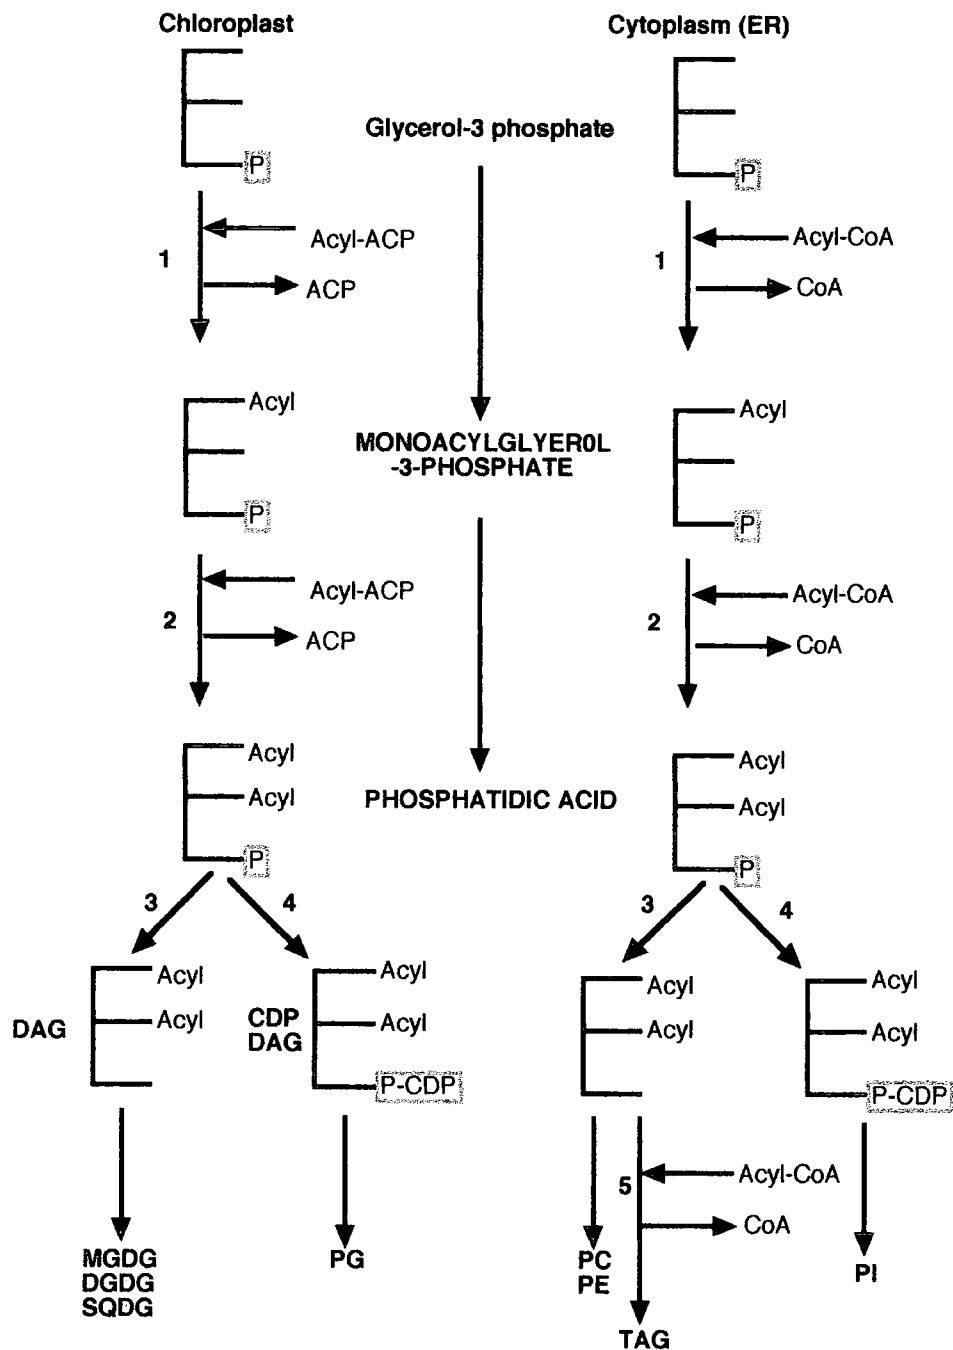 Chloroplast
Cytoplasm (ER)
Glycerol-3 phosphate
P
P
1
Acyl-ACP
ACP
1
Acyl-CoA
CoA
Acyl
P
MONOACYLGLYER0L
-3-PHOSPHATE
Acyl
P
2
Acyl-ACP
ACP
2
Acyl-CoA
CoA
Acyl
Acyl
P
PHOSPHATIDIC ACID
Acyl
Acyl
P
3
4
3
4
DAG
Acyl
Acyl
CDP
DAG
Acyl
Acyl
P-CDP
Acyl
Acyl
Acyl
Acyl
P-CDP
5
Acyl-CoA
CoA
MGDG
DGDG
SQDG
PG
PC
PE
TAG
PI